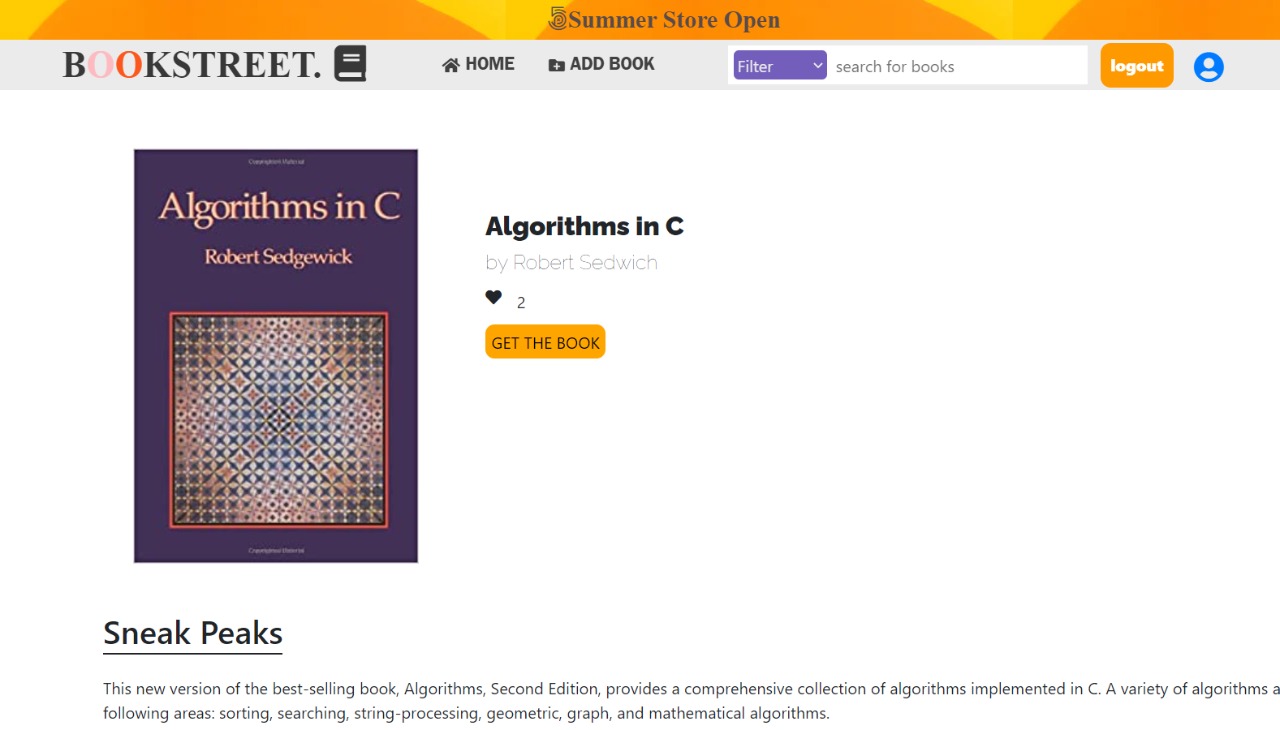 Summer Store Open
BOOKSTREET.
HOME
ADD BOOK
Filter
search for books
logout
Copyrighted Material
Algorithms in C
Robert Sedgewick
Copyrighted Material
Algorithms in C
by Robert Sedwich
2
GET THE BOOK
Sneak Peaks
This new version of the best-selling book, Algorithms, Second Edition, provides a comprehensive collection of algorithms implemented in C. A variety of algorithms a
following areas: sorting, searching, string-processing, geometric, graph, and mathematical algorithms.